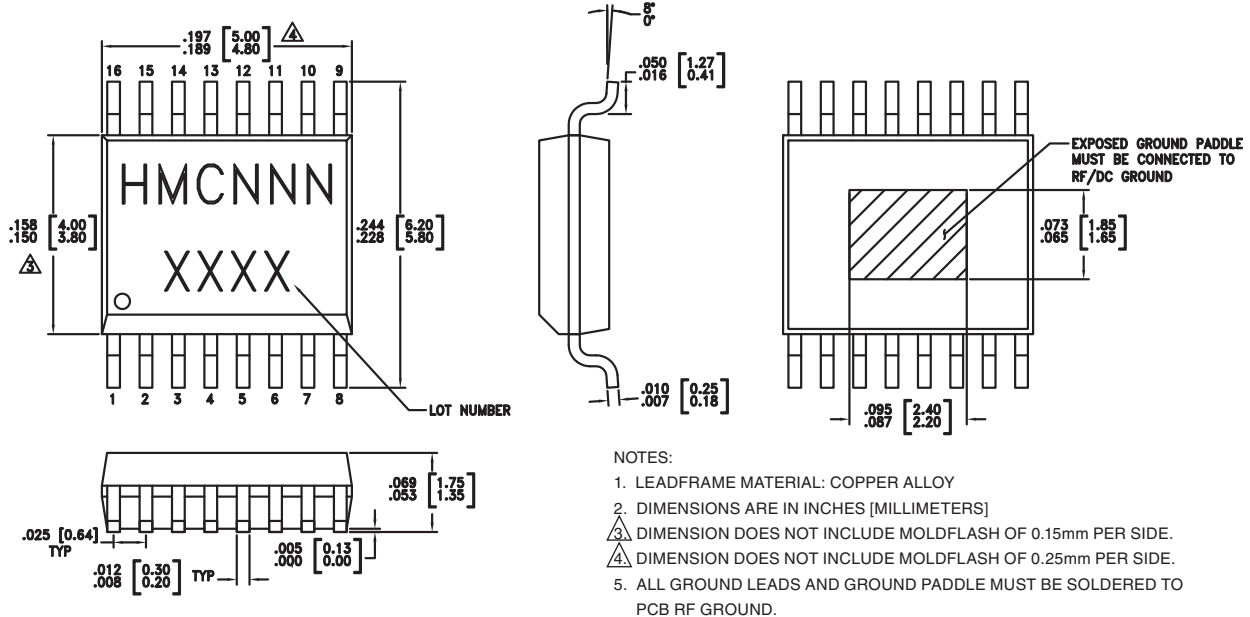 .197 [5.00]
.189 [4.80]
4
16 15 14 13 12 11 10 9
HMCNNN
XXXX
.158 [4.00]
.150 [3.80]
3
.244 [6.20]
.228 [5.80]
1 2 3 4 5 6 7 8
LOT NUMBER
8°
0°
.050 [1.27]
.016 [0.41]
.010 [0.25]
.007 [0.18]
EXPOSED GROUND PADDLE
MUST BE CONNECTED TO
RF/DC GROUND
.073 [1.85]
.065 [1.65]
.095 [2.40]
.087 [2.20]
.069 [1.75]
.053 [1.35]
.025 [0.64]
TYP
.012 [0.30]
.008 [0.20]
TYP
.005 [0.13]
.000 [0.00]
NOTES:
1. LEADFRAME MATERIAL: COPPER ALLOY
2. DIMENSIONS ARE IN INCHES [MILLIMETERS]
3. DIMENSION DOES NOT INCLUDE MOLDFLASH OF 0.15mm PER SIDE.
4. DIMENSION DOES NOT INCLUDE MOLDFLASH OF 0.25mm PER SIDE.
5. ALL GROUND LEADS AND GROUND PADDLE MUST BE SOLDERED TO
PCB RF GROUND.